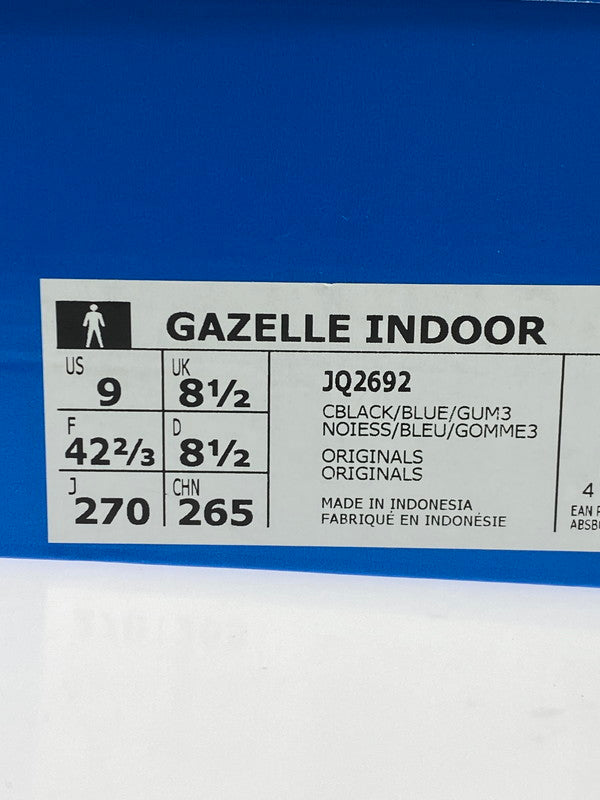 GAZELLE INDOOR
US 9 UK 8½
F 42⅔ D 8½
J 270 CHN 265
JQ2692
CBLACK/BLUE/GUM3
NOIESS/BLEU/GOMME3
ORIGINALS
ORIGINALS
MADE IN INDONESIA
FABRIQUÉ EN INDONÉSIE
4
EAN